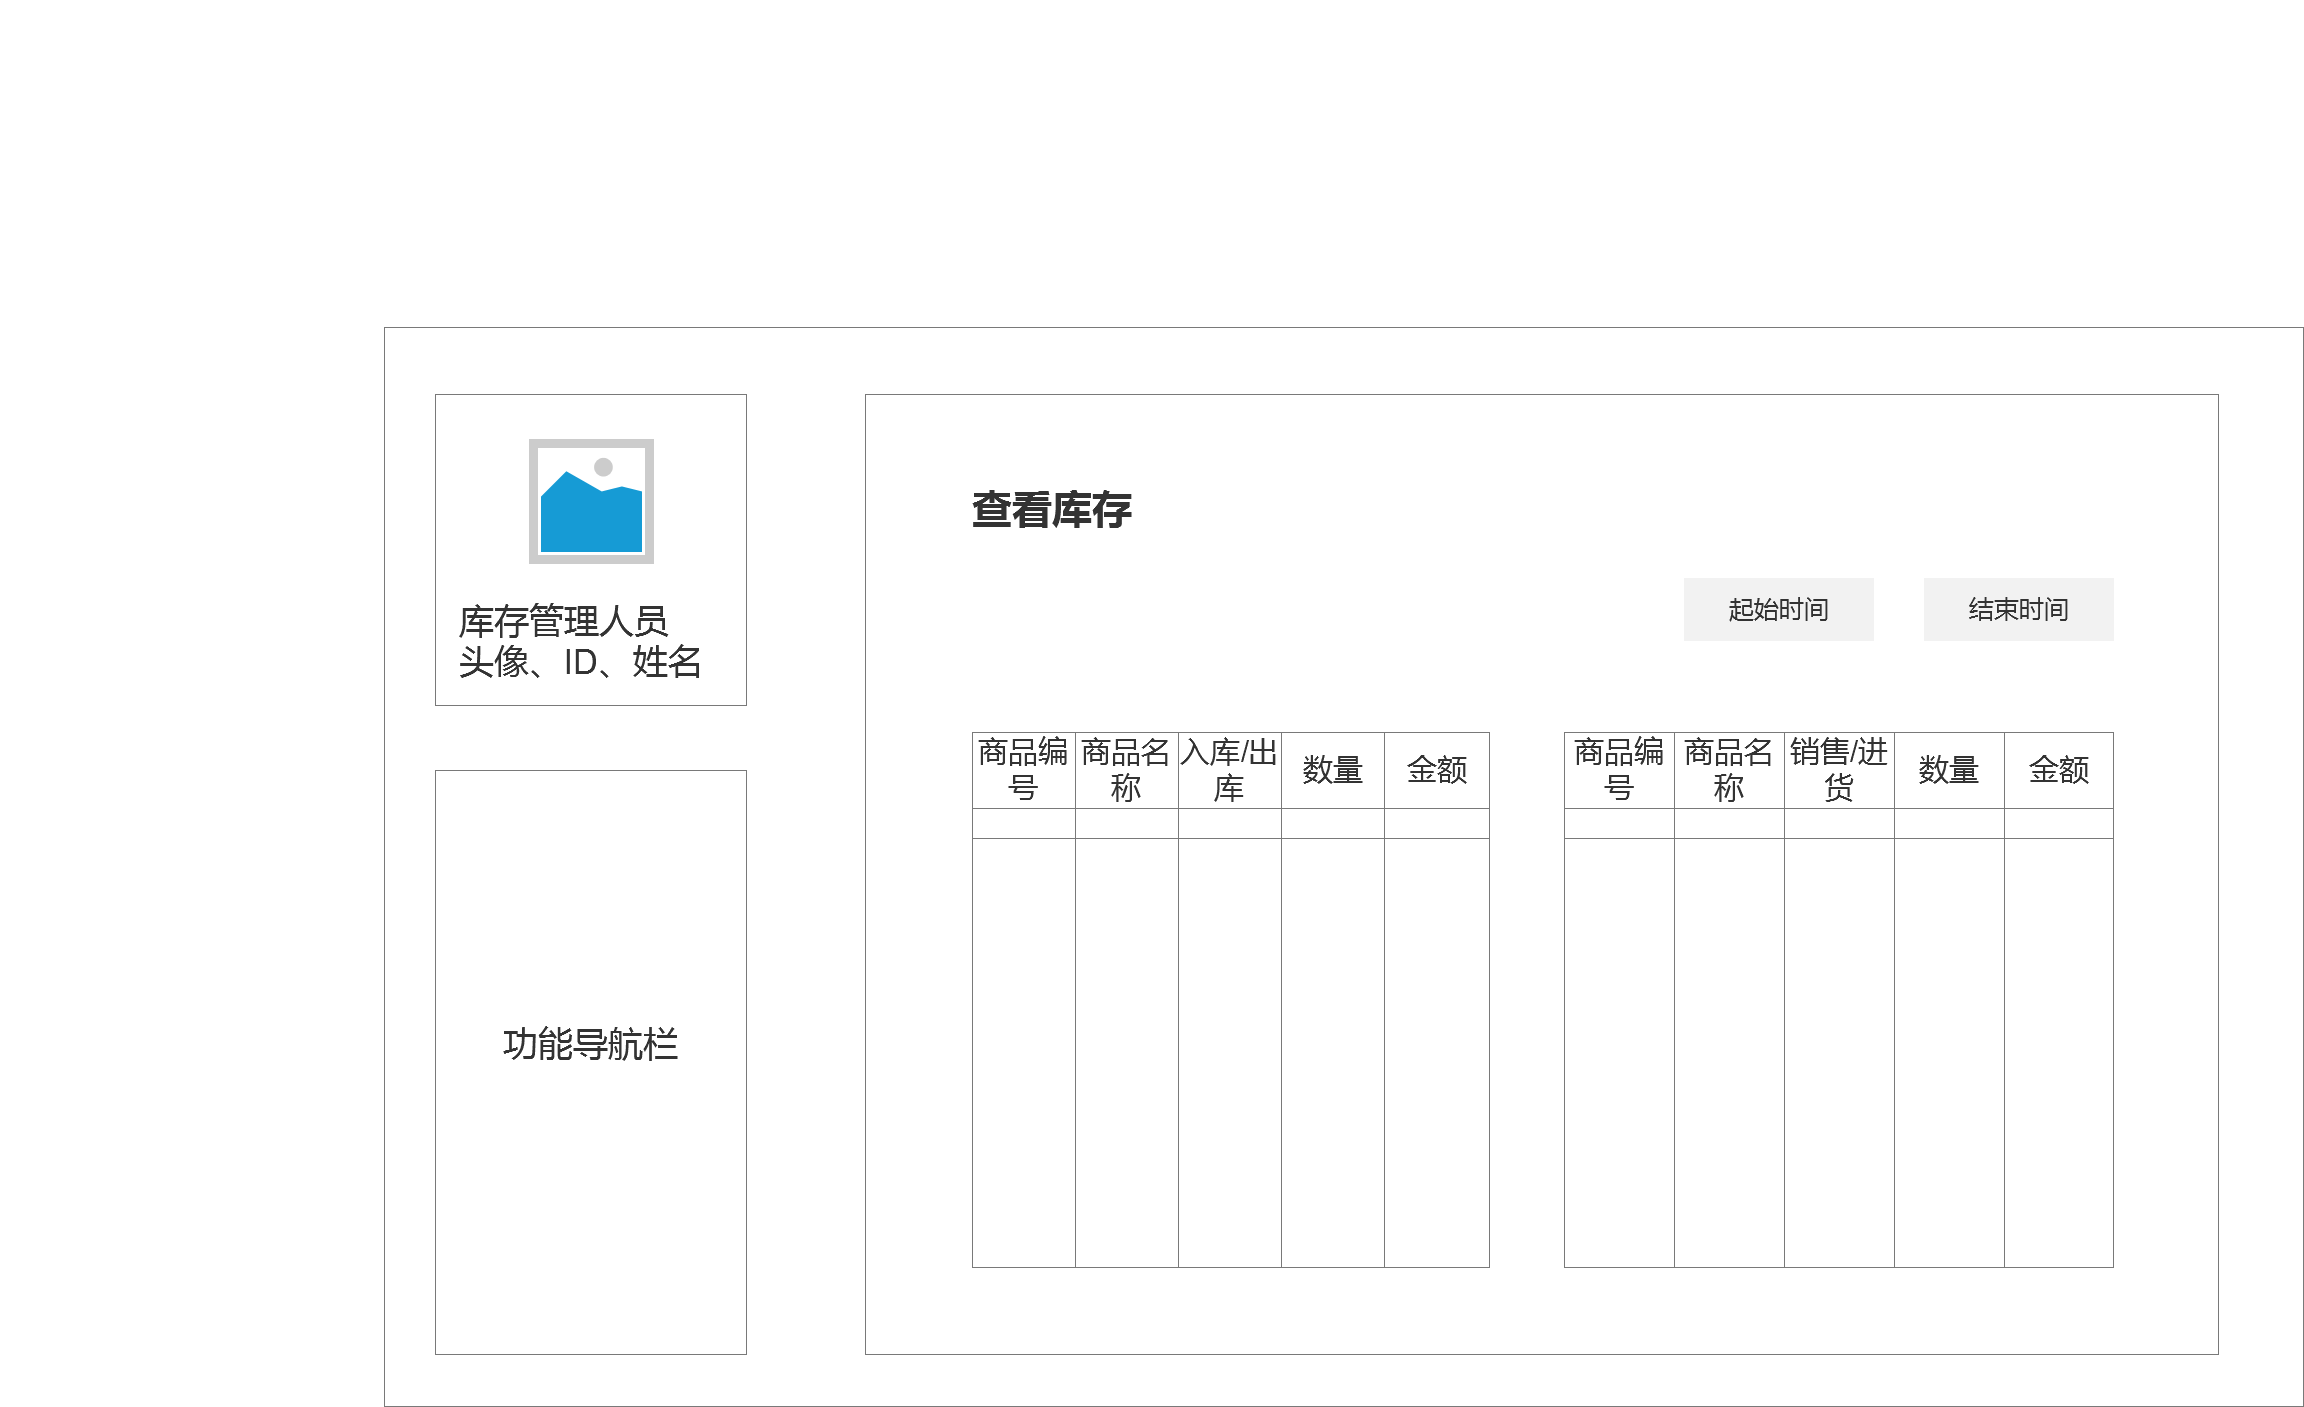 库存管理人员
头像、ID、姓名
功能导航栏
查看库存
起始时间
结束时间
商品编
号
商品名
称
入库/出
库
数量
金额
商品编
号
商品名
称
销售/进
货
数量
金额